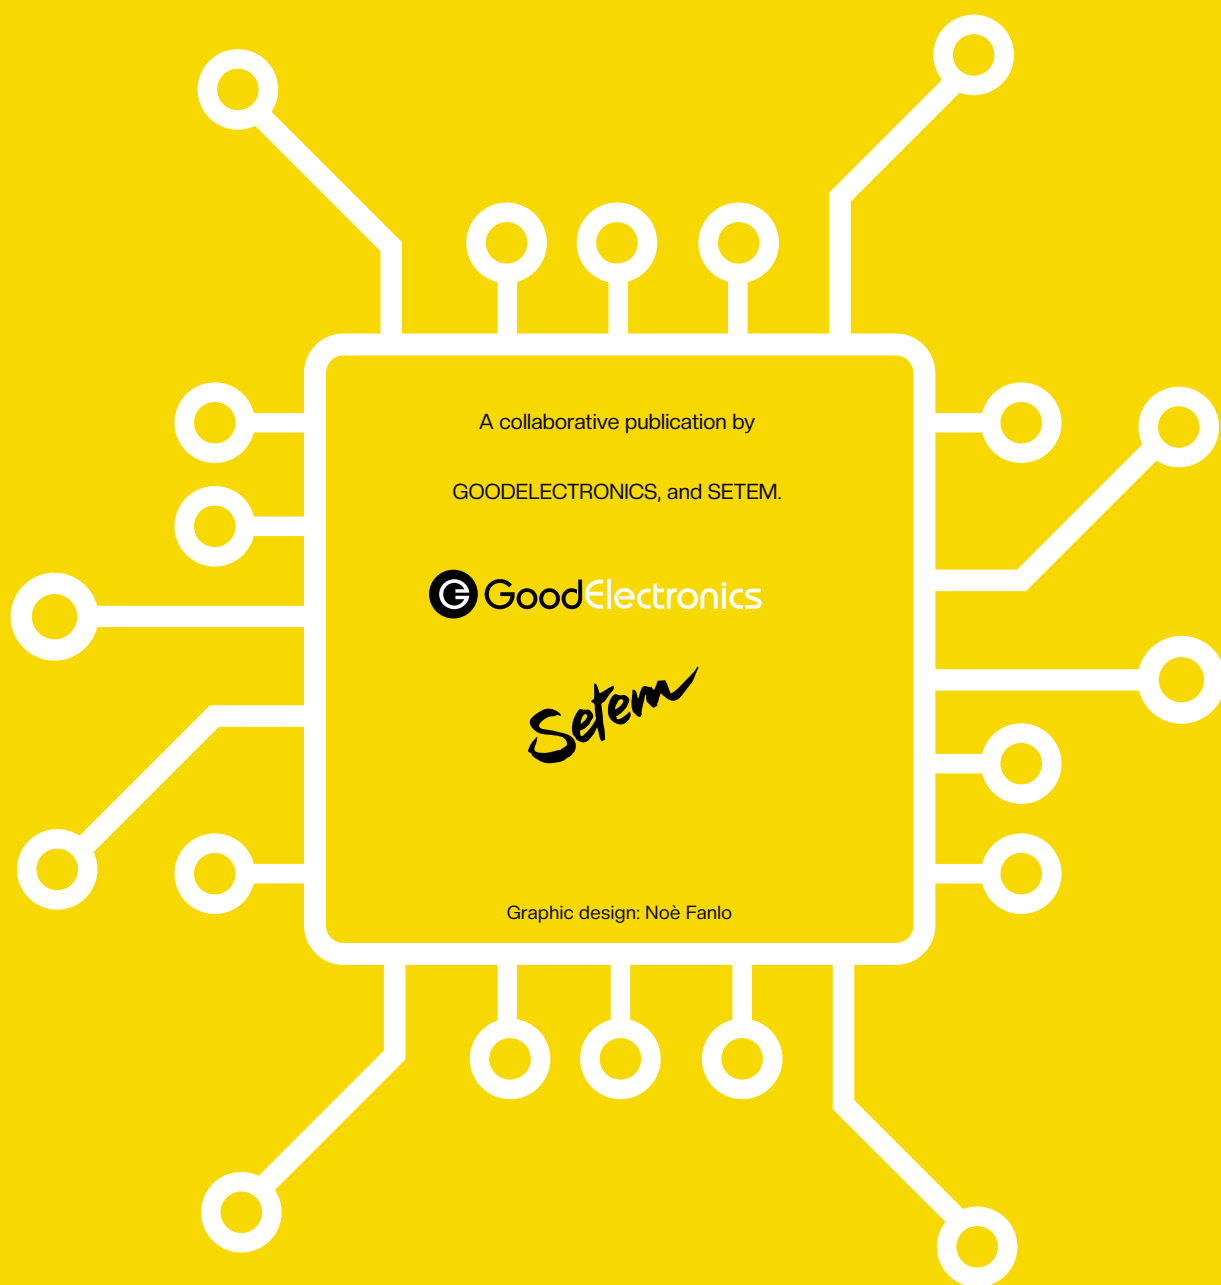 A collaborative publication by
GOODELECTRONICS, and SETEM.
GoodElectronics
Setem
Graphic design: Noè Fanlo